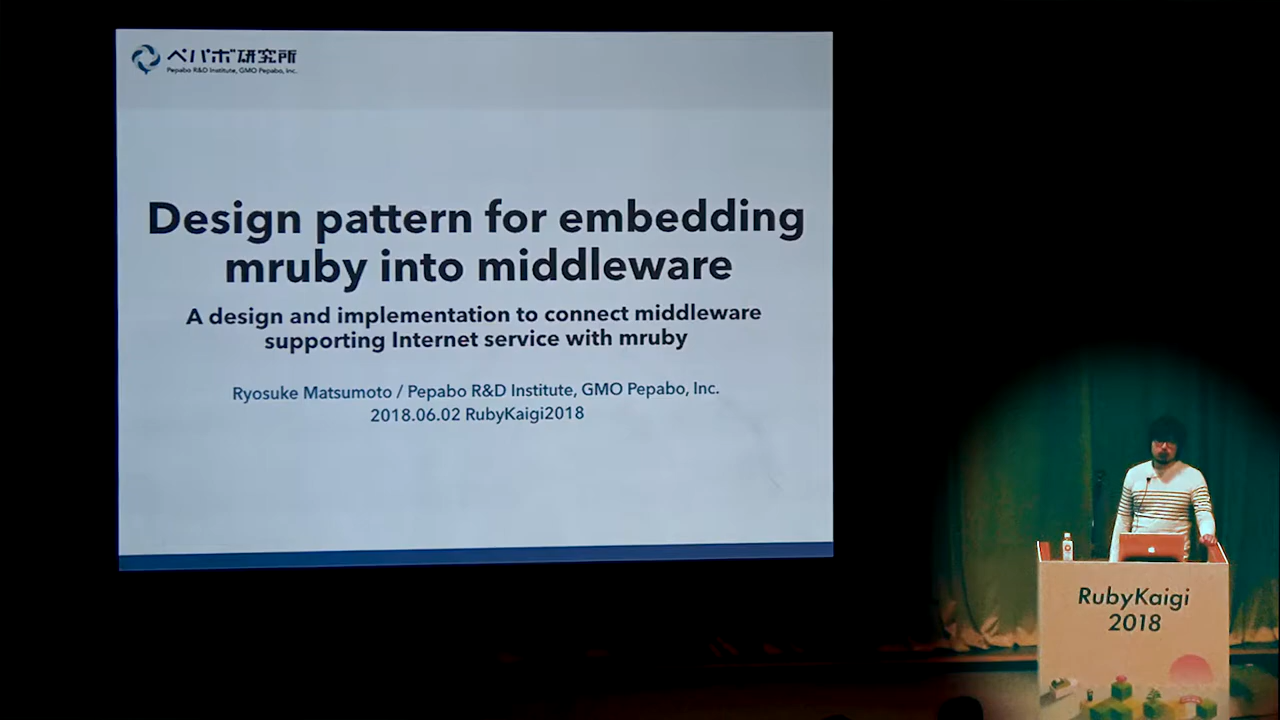 ペパボ研究所
Pepabo R&D Institute, GMO Pepabo, Inc.
Design pattern for embedding
mruby into middleware
A design and implementation to connect middleware
supporting Internet service with mruby
Ryosuke Matsumoto / Pepabo R&D Institute, GMO Pepabo, Inc.
2018.06.02 RubyKaigi2018
RubyKaigi
2018